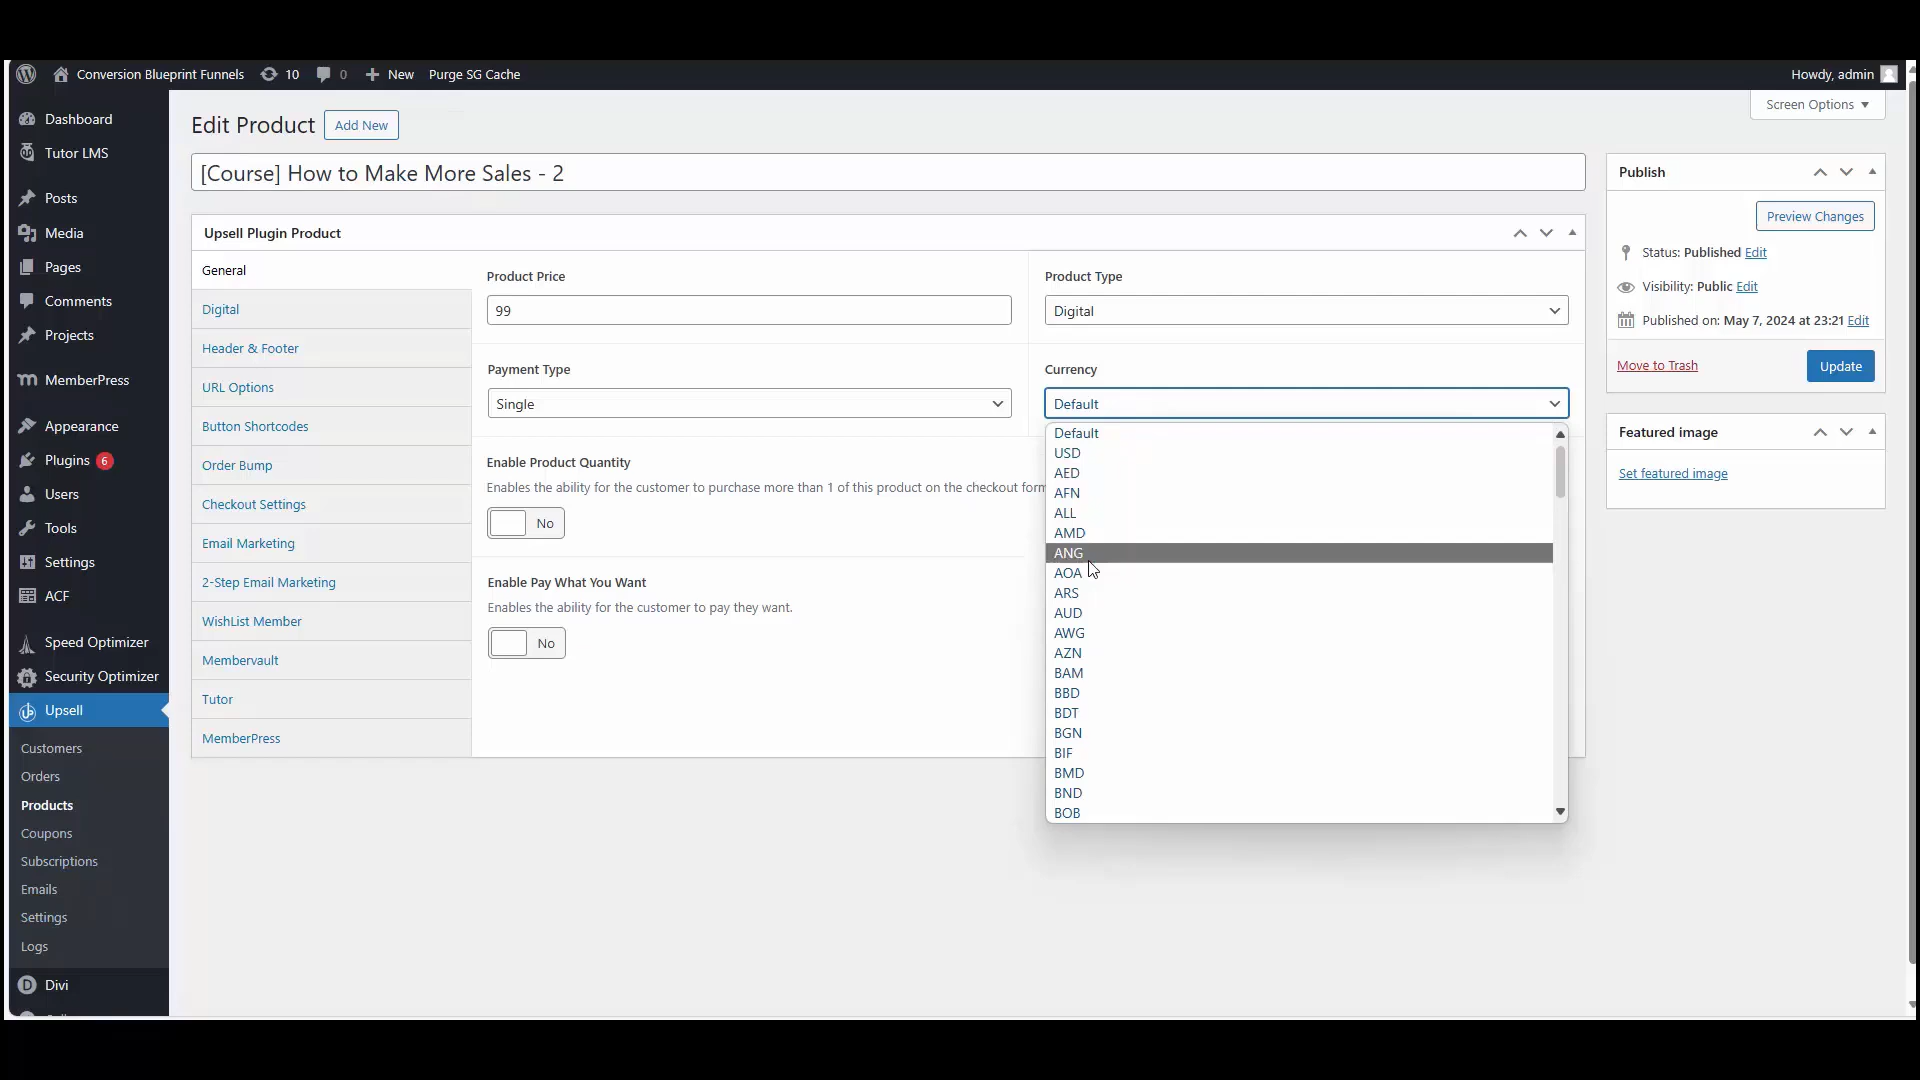 Conversion Blueprint Funnels 10 0 New Purge SG Cache Howdy, admin
Dashboard
Tutor LMS
Posts
Media
Pages
Comments
Projects
MemberPress
Appearance
Plugins 6
Users
Tools
Settings
ACF
Speed Optimizer
Security Optimizer
Upsell
Customers
Orders
Products
Coupons
Subscriptions
Emails
Settings
Logs
Divi
Screen Options
Edit Product Add New
[Course] How to Make More Sales - 2
Upsell Plugin Product
General
Digital
Header & Footer
URL Options
Button Shortcodes
Order Bump
Checkout Settings
Email Marketing
2-Step Email Marketing
WishList Member
Membervault
Tutor
MemberPress
Product Price
99
Product Type
Digital
Payment Type
Single
Currency
Default
Enable Product Quantity
Enables the ability for the customer to purchase more than 1 of this product on the checkout form
No
Enable Pay What You Want
Enables the ability for the customer to pay they want.
No
Default
USD
AED
AFN
ALL
AMD
ANG
AOA
ARS
AUD
AWG
AZN
BAM
BBD
BDT
BGN
BIF
BMD
BND
BOB
Publish
Preview Changes
Status: Published Edit
Visibility: Public Edit
Published on: May 7, 2024 at 23:21 Edit
Move to Trash Update
Featured image
Set featured image